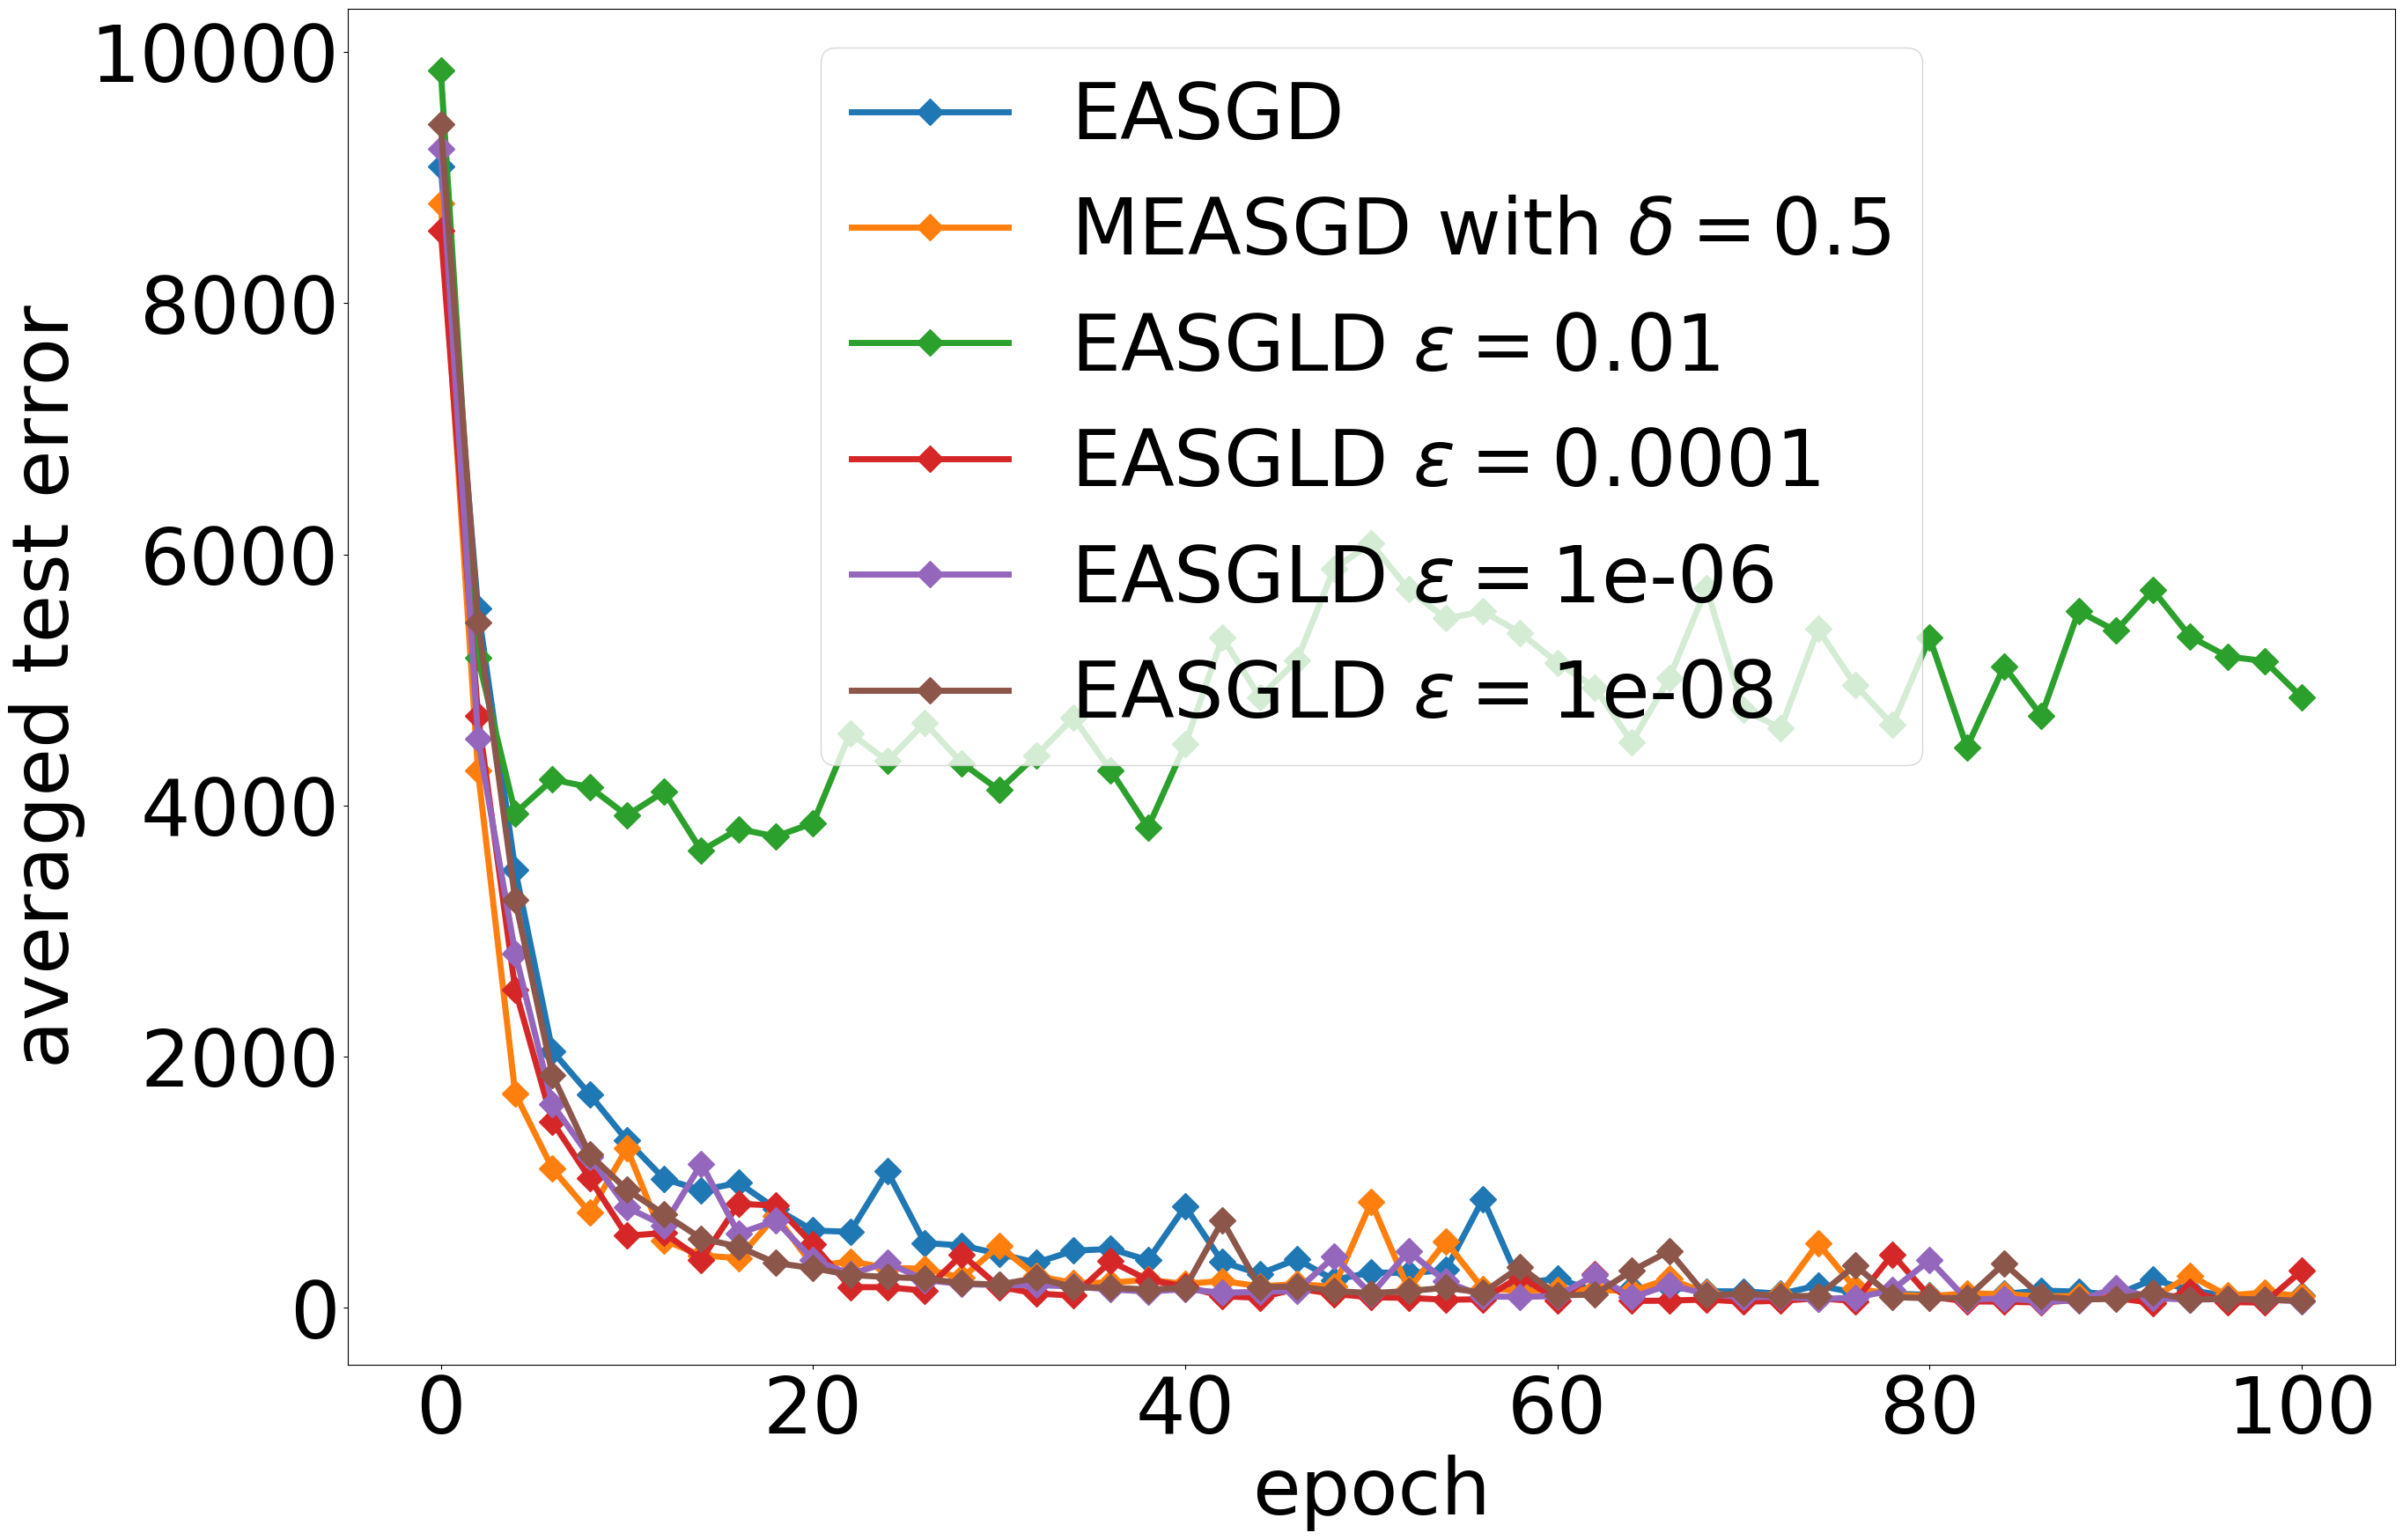 averaged test error
10000
8000
6000
4000
2000
0
EASGD
MEASGD with δ = 0.5
EASGLD ε = 0.01
EASGLD ε = 0.0001
EASGLD ε = 1e-06
EASGLD ε = 1e-08
0 20 40 60 80 100
epoch